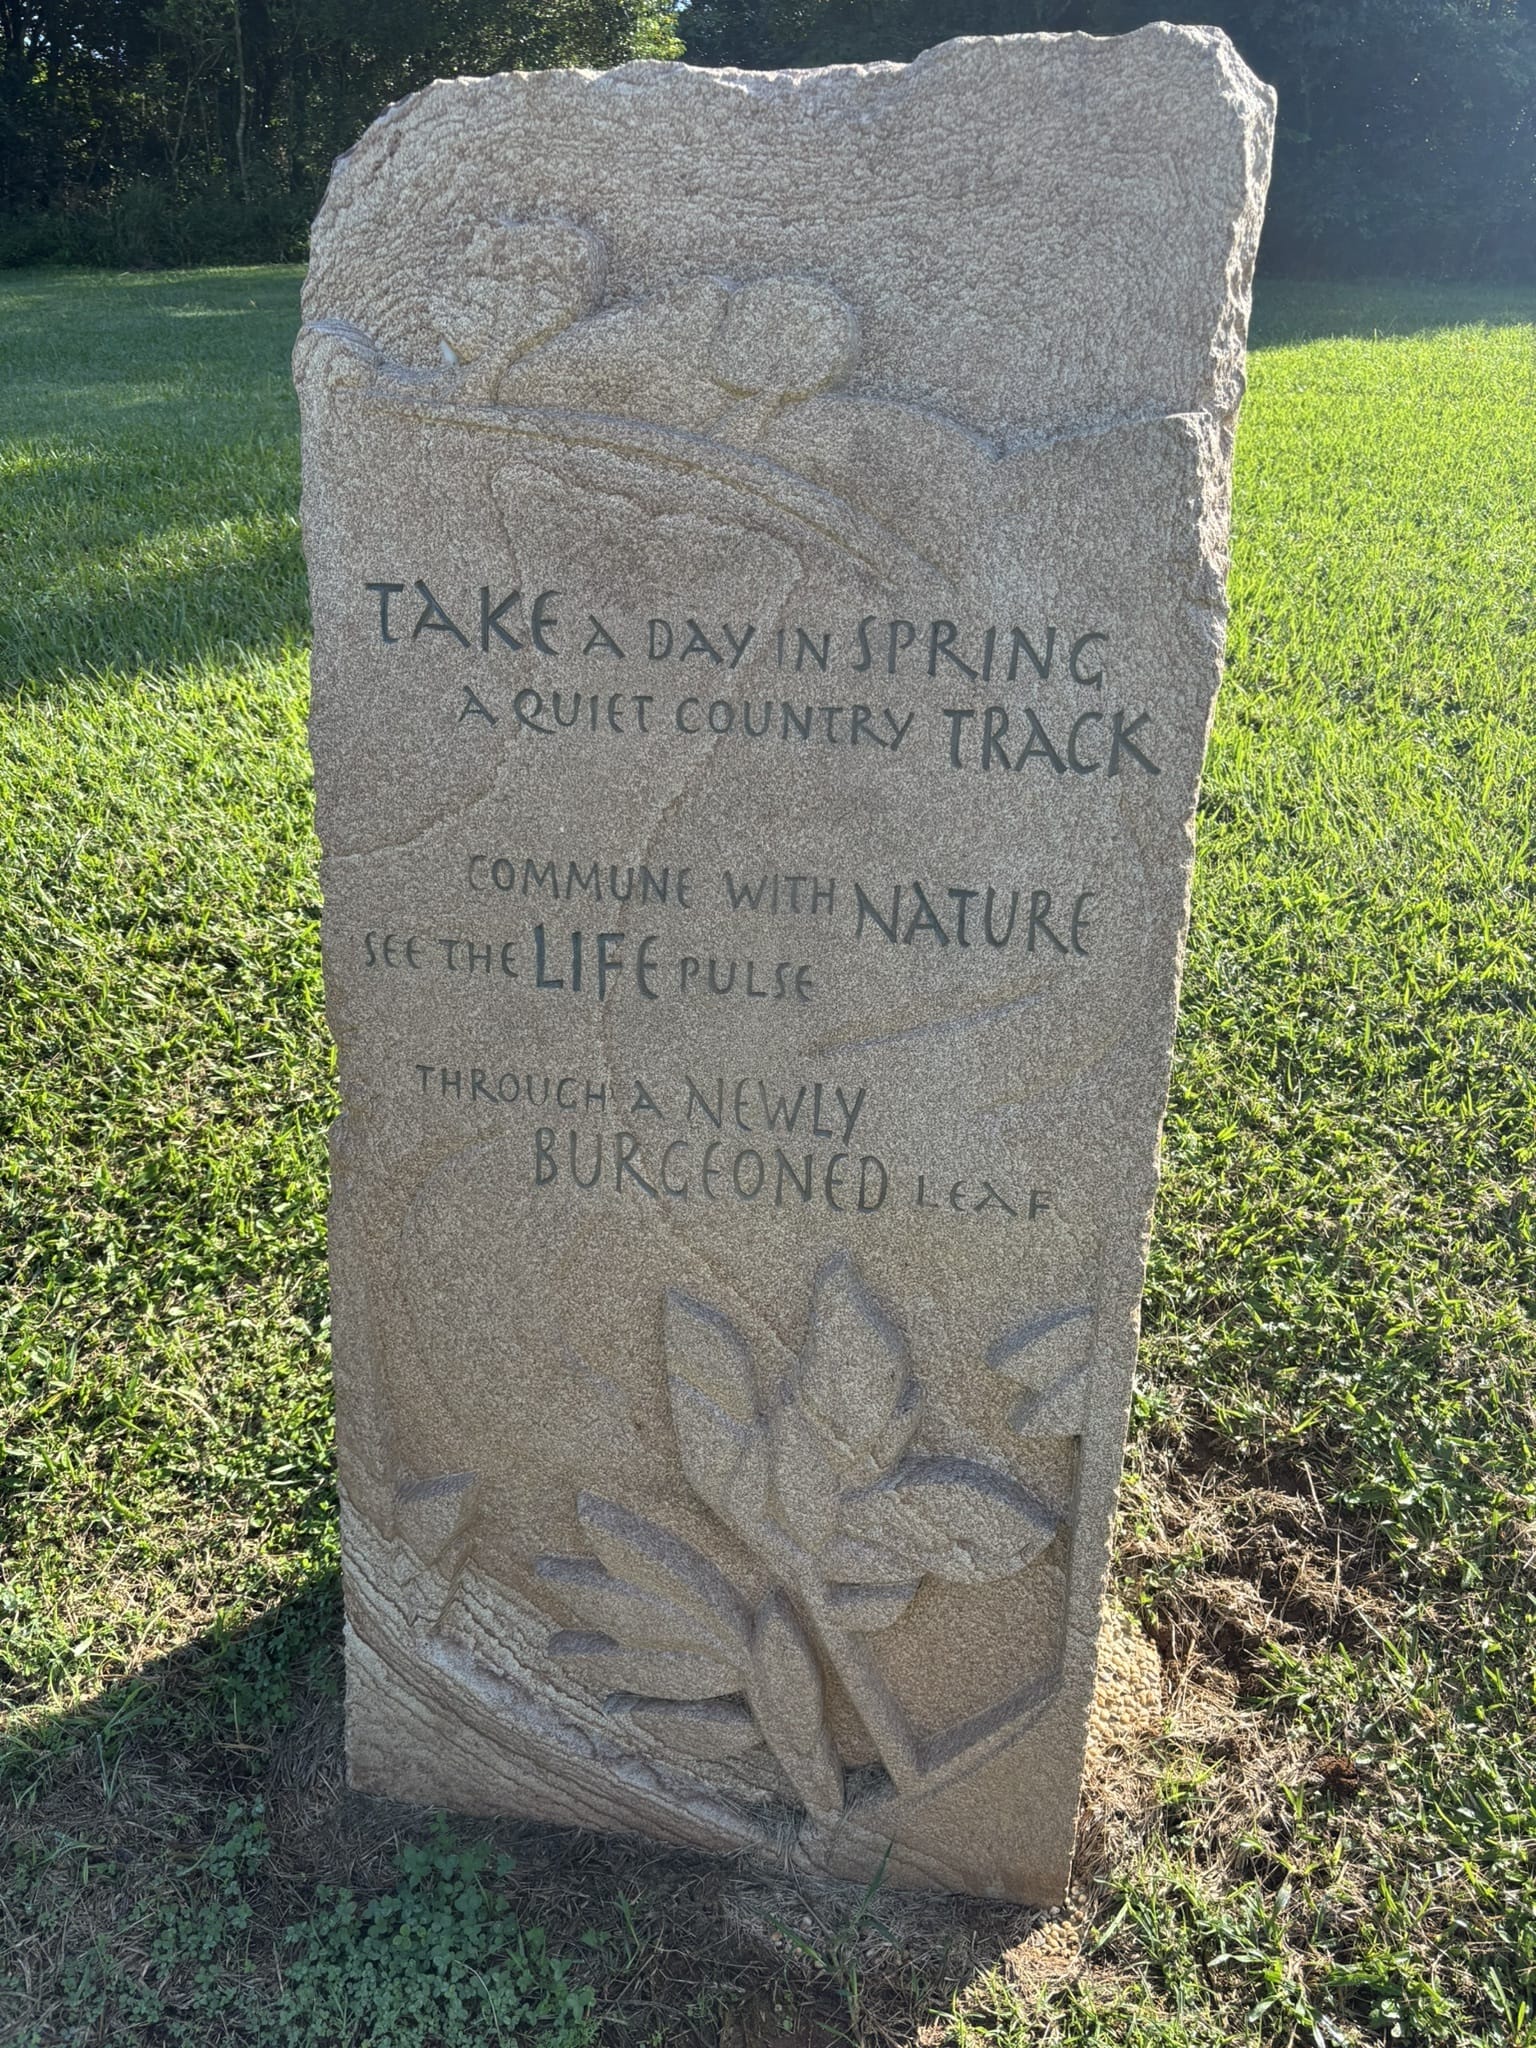 TAKE A DAY IN SPRING
A QUIET COUNTRY TRACK
COMMUNE WITH NATURE
SEE THE LIFE PULSE
THROUGH A NEWLY
BURGEONED LEAF